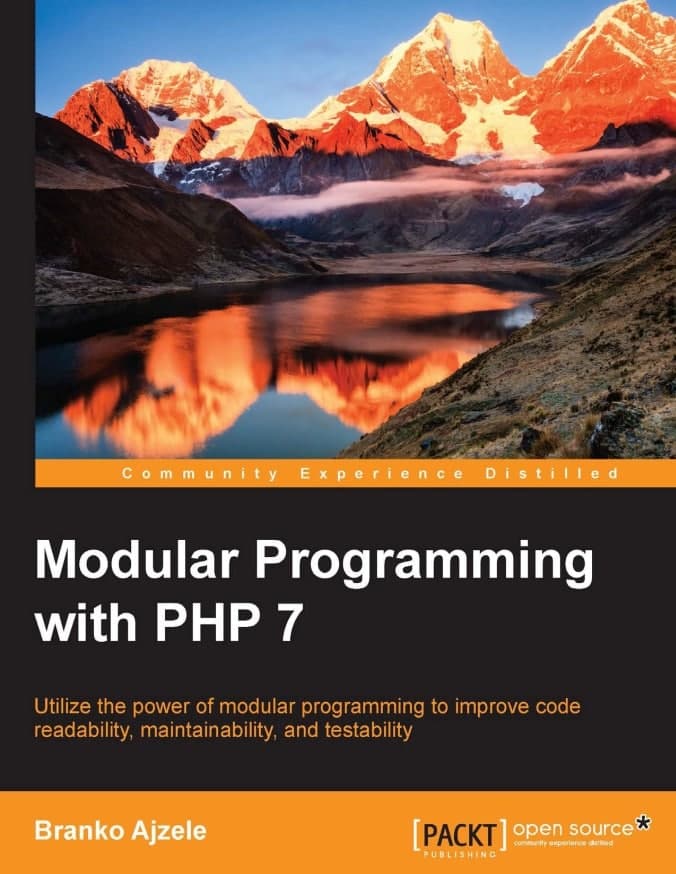 Community Experience Distilled
Modular Programming
with PHP 7
Utilize the power of modular programming to improve code
readability, maintainability, and testability
Branko Ajzele
[PACKT] open source*
PUBLISHING community experience distilled